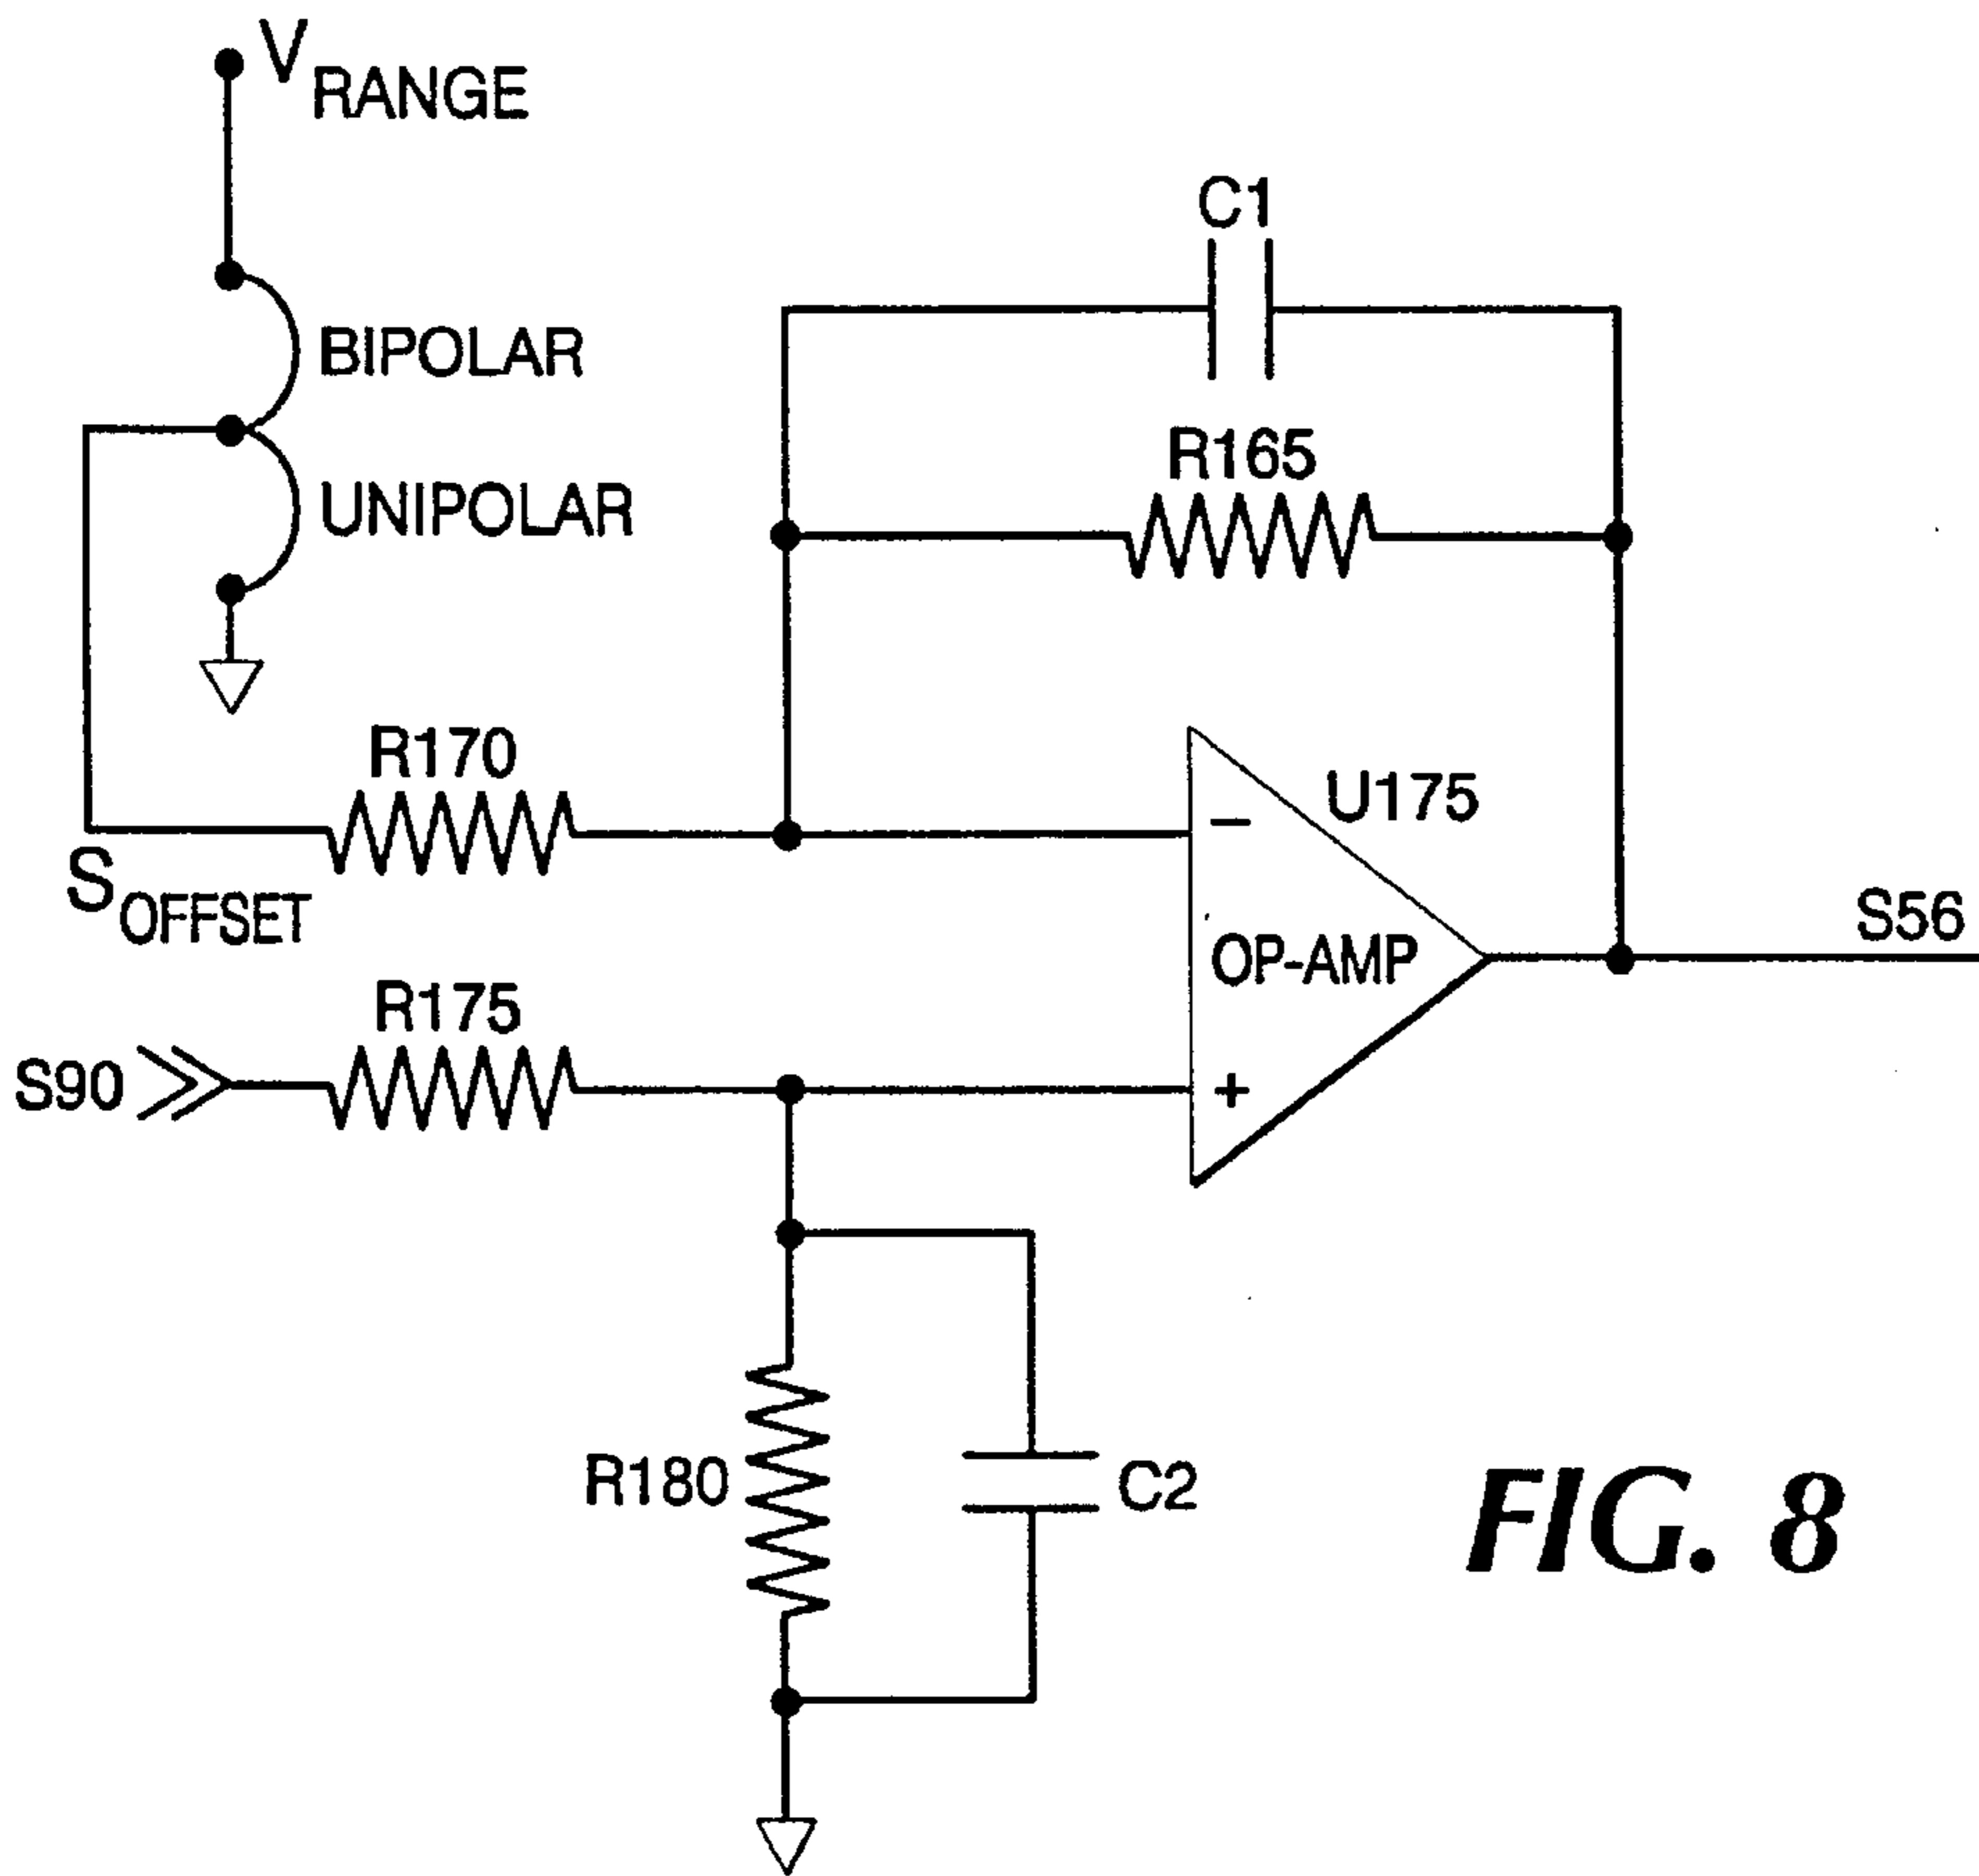 VRANGE
C1
BIPOLAR
R165
UNIPOLAR
R170
U175
-
SOFFSET
OP-AMP
S56
R175
S90
+
R180
C2
FIG. 8